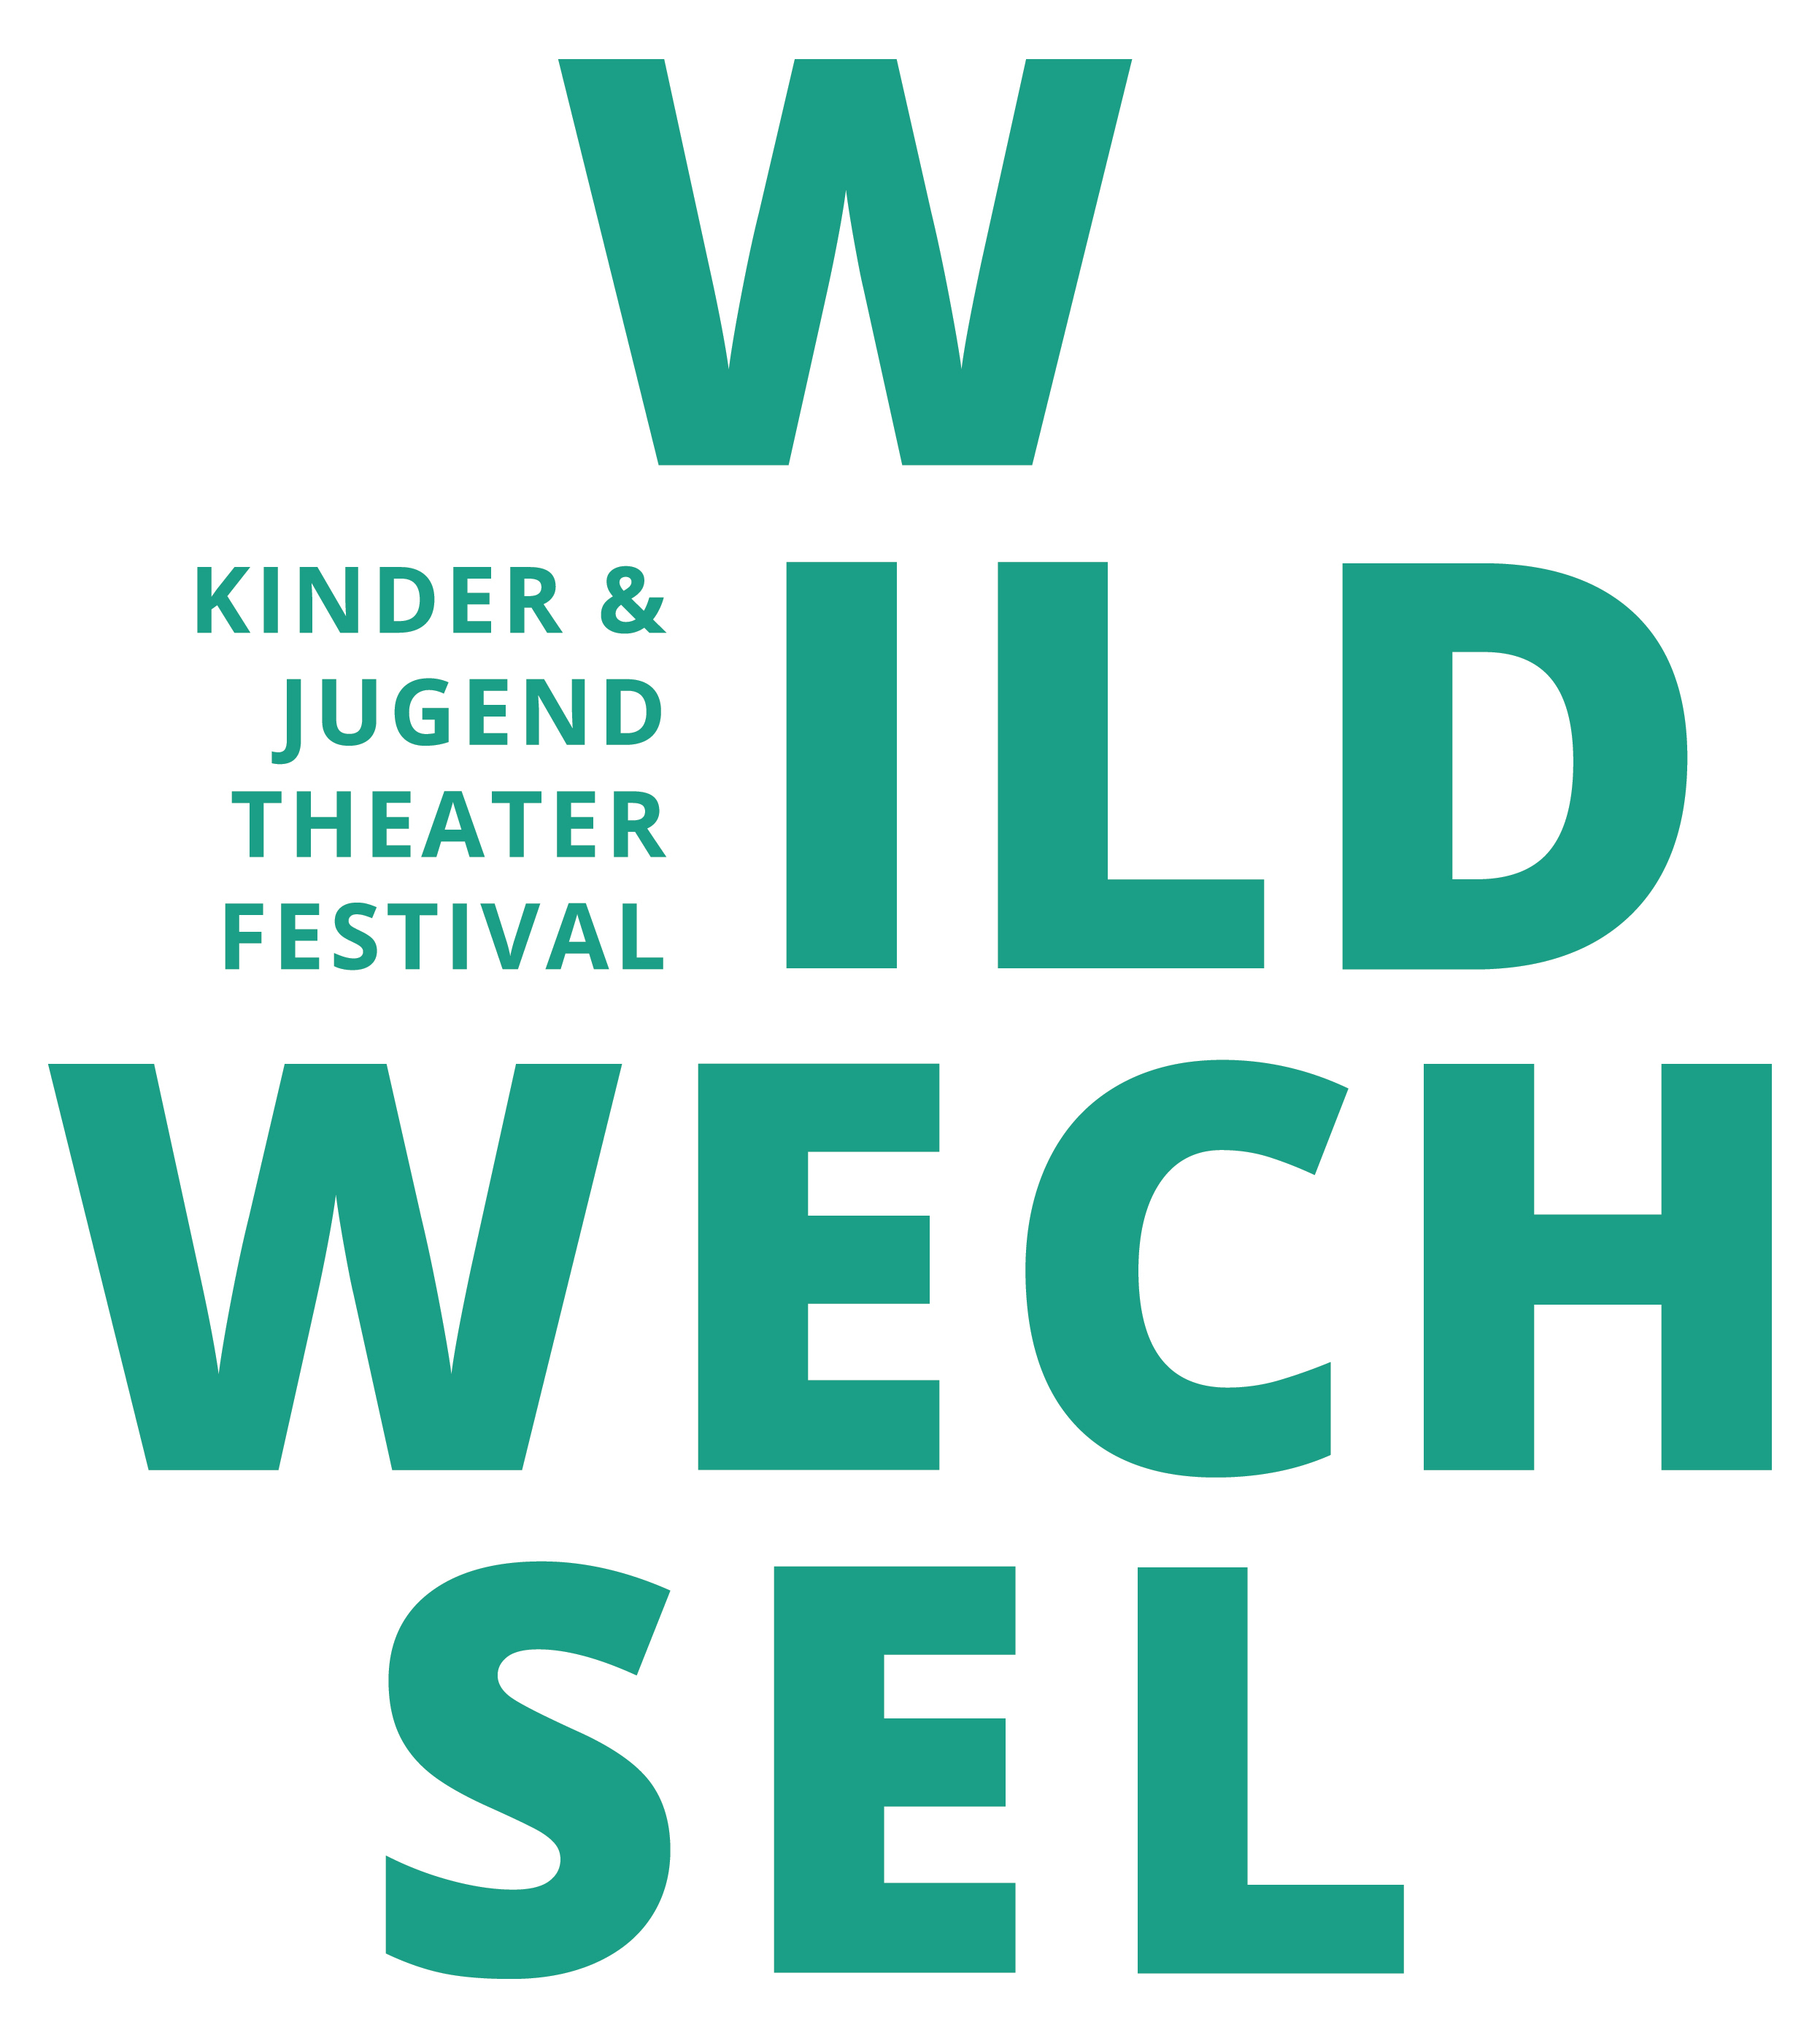 W
KINDER &
JUGEND
THEATER
FESTIVAL
ILD
WECH
SEL